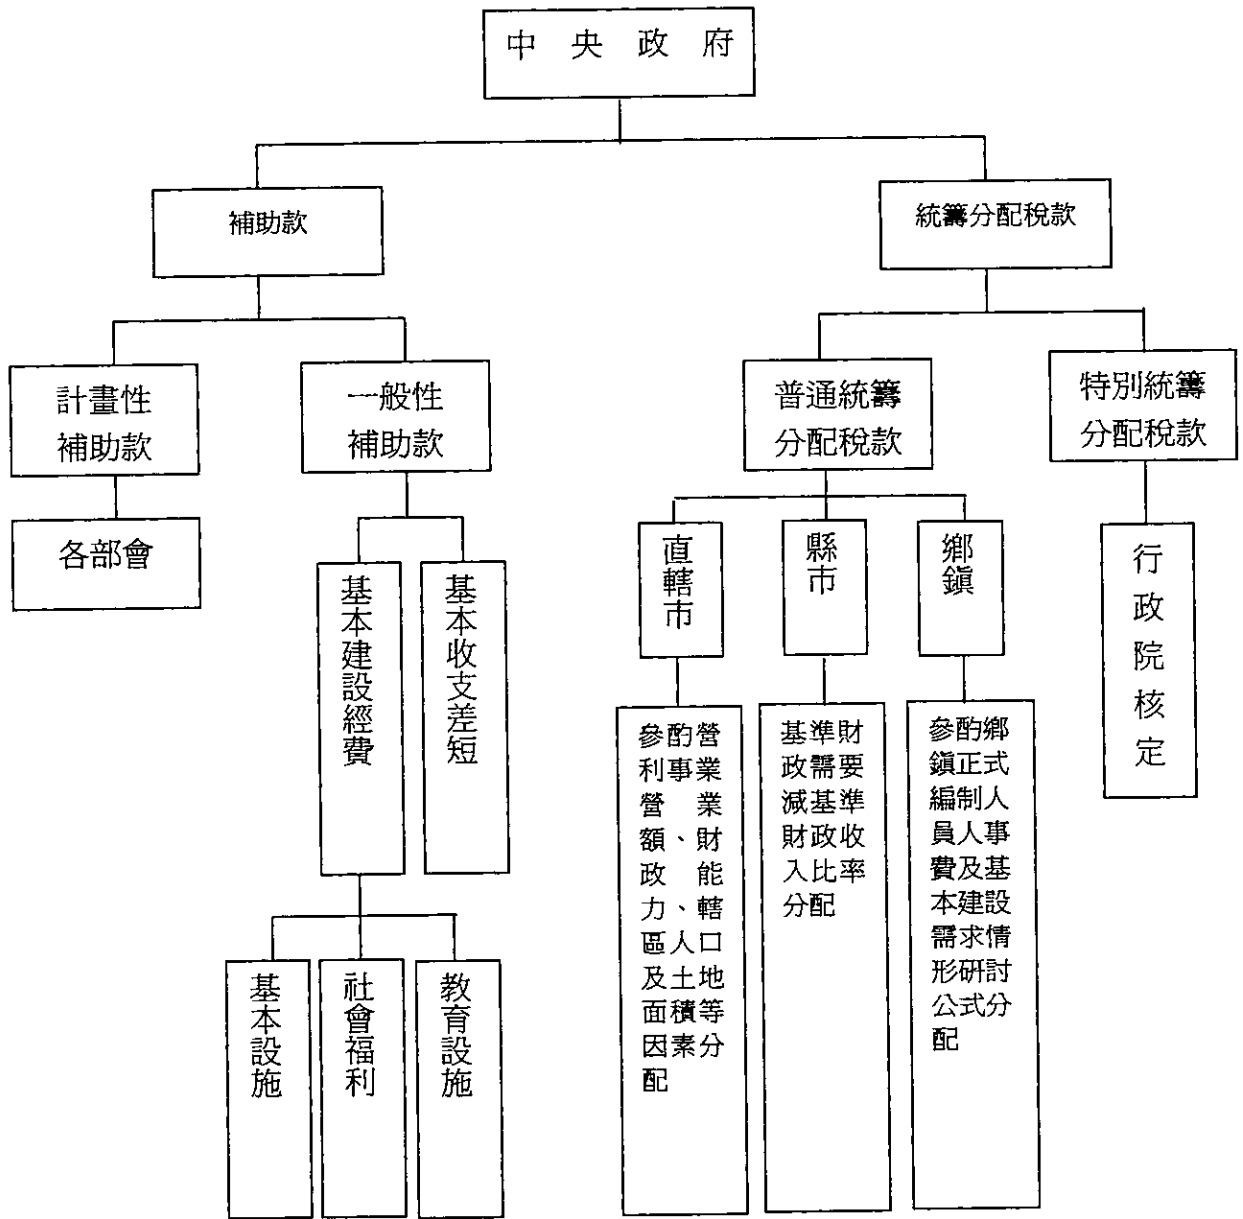 中央政府
補助款
統籌分配稅款
計畫性
補助款
一般性
補助款
普通統籌
分配稅款
特別統籌
分配稅款
各部會
基本建設經費
基本收支差短
直轄市
縣市
鄉鎮
行政院核定
基本設施
社會福利
教育設施
參酌營
利事業
營業
額、財
政能
力、轄
區人口
及土地
面積等
因素分
配
基準財
政需要
減基準
財政收
入比率
分配
參酌鄉
鎮正式
編制人
員人事
費及基
本建設
需求情
形研討
公式分
配